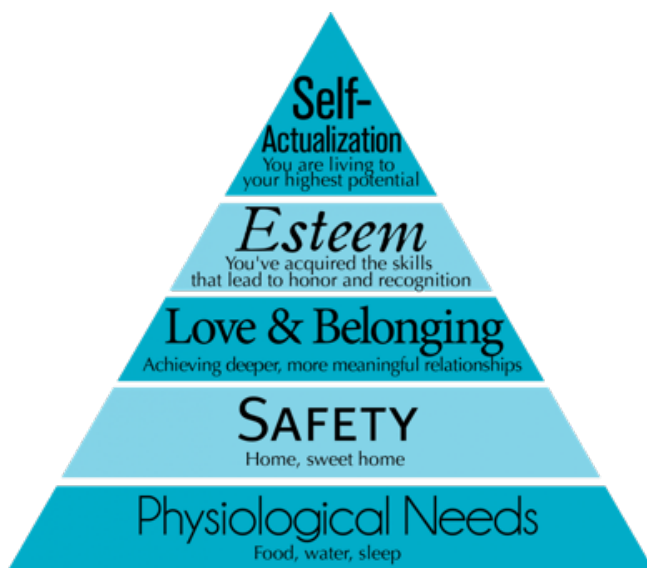 Self-
Actualization
You are living to
your highest potential
Esteem
You've acquired the skills
that lead to honor and recognition
Love & Belonging
Achieving deeper, more meaningful relationships
SAFETY
Home, sweet home
Physiological Needs
Food, water, sleep